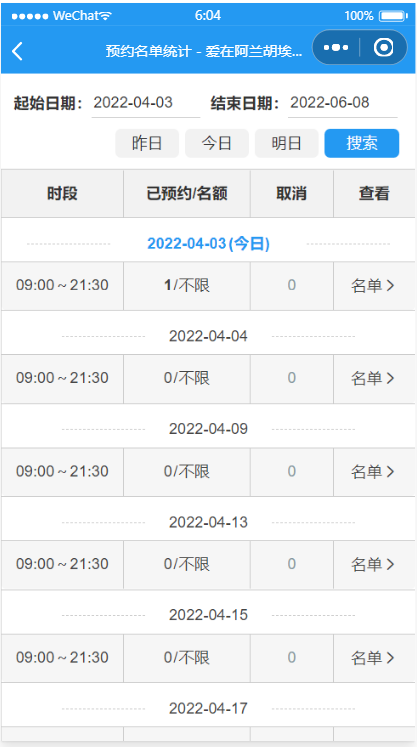 WeChat 6:04 100%
预约名单统计 - 爱在阿兰胡埃...
起始日期： 2022-04-03 结束日期： 2022-06-08
昨日 今日 明日 搜索
时段 已预约/名额 取消 查看
2022-04-03(今日)
09:00～21:30 1/不限 0 名单
2022-04-04
09:00～21:30 0/不限 0 名单
2022-04-09
09:00～21:30 0/不限 0 名单
2022-04-13
09:00～21:30 0/不限 0 名单
2022-04-15
09:00～21:30 0/不限 0 名单
2022-04-17